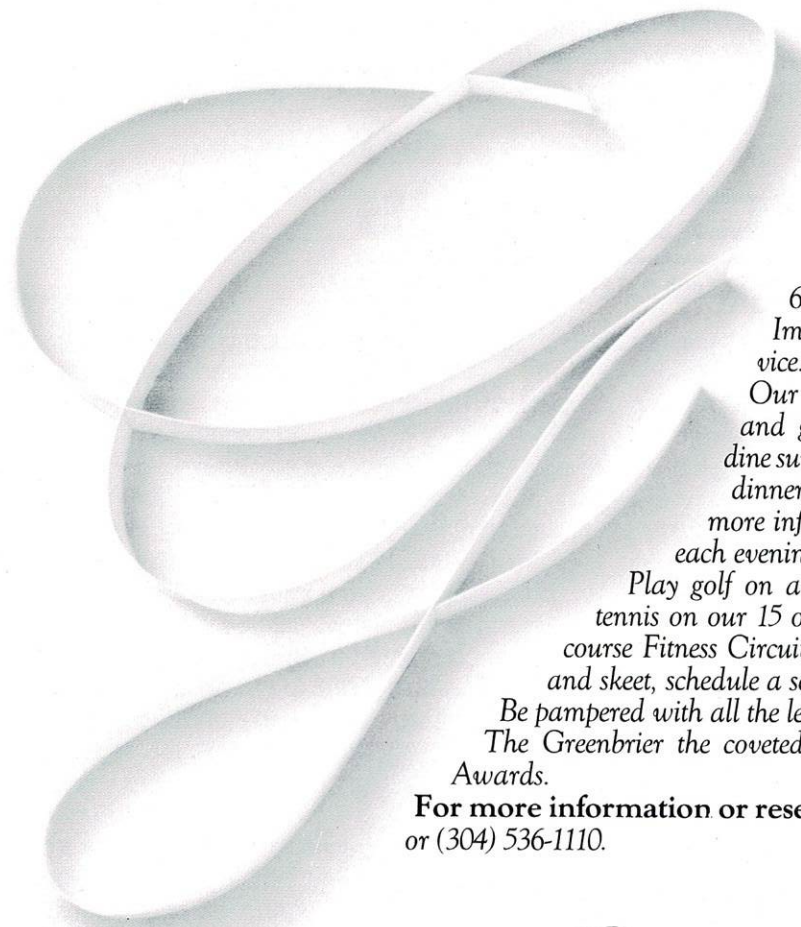 6
Im
vice.
Our
and g
dine su
dinner
more inf
each evenin
Play golf on a
tennis on our 15 o
course Fitness Circuit
and skeet, schedule a se
Be pampered with all the le
The Greenbrier the coveted
Awards.
For more information or rese
or (304) 536-1110.